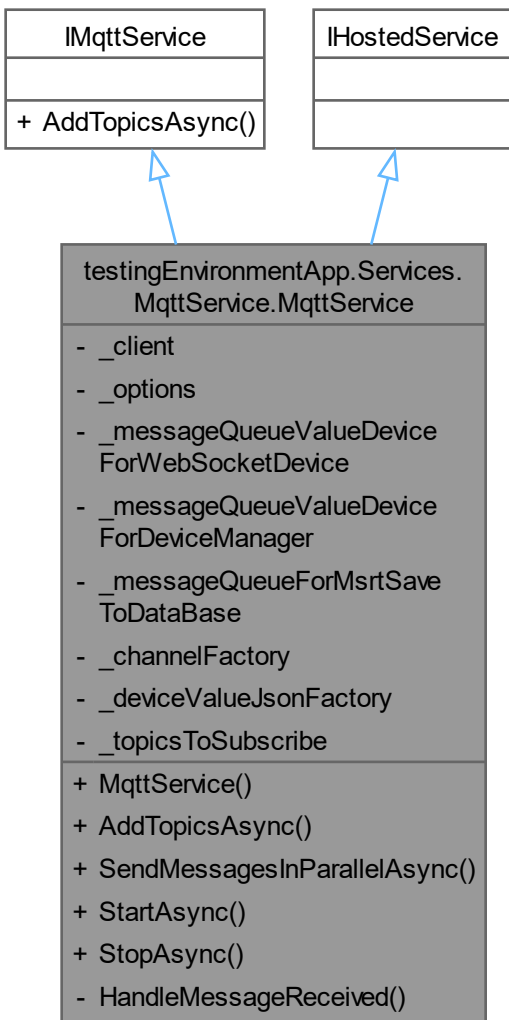 IMqttService
+ AddTopicsAsync()
IHostedService
testingEnvironmentApp.Services.
MqttService.MqttService
- _client
- _options
- _messageQueueValueDevice
ForWebSocketDevice
- _messageQueueValueDevice
ForDeviceManager
- _messageQueueForMsrtSave
ToDataBase
- _channelFactory
- _deviceValueJsonFactory
- _topicsToSubscribe
+ MqttService()
+ AddTopicsAsync()
+ SendMessagesInParallelAsync()
+ StartAsync()
+ StopAsync()
- HandleMessageReceived()